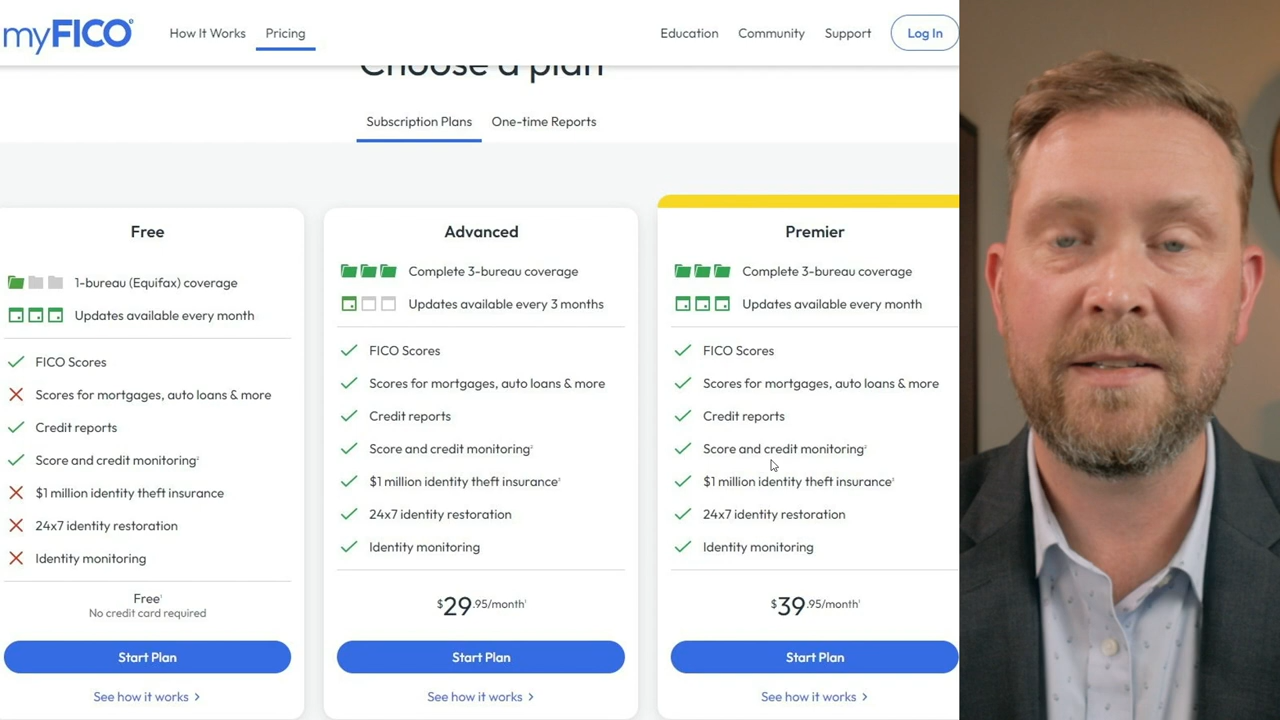 myFICO
How It Works
Pricing
Education
Community
Support
Log In
Choose a plan
Subscription Plans
One-time Reports
Free
1-bureau (Equifax) coverage
Updates available every month
FICO Scores
Scores for mortgages, auto loans & more
Credit reports
Score and credit monitoring
$1 million identity theft insurance
24x7 identity restoration
Identity monitoring
Free
No credit card required
Start Plan
See how it works
Advanced
Complete 3-bureau coverage
Updates available every 3 months
FICO Scores
Scores for mortgages, auto loans & more
Credit reports
Score and credit monitoring
$1 million identity theft insurance
24x7 identity restoration
Identity monitoring
$29.95/month
Start Plan
See how it works
Premier
Complete 3-bureau coverage
Updates available every month
FICO Scores
Scores for mortgages, auto loans & more
Credit reports
Score and credit monitoring
$1 million identity theft insurance
24x7 identity restoration
Identity monitoring
$39.95/month
Start Plan
See how it works